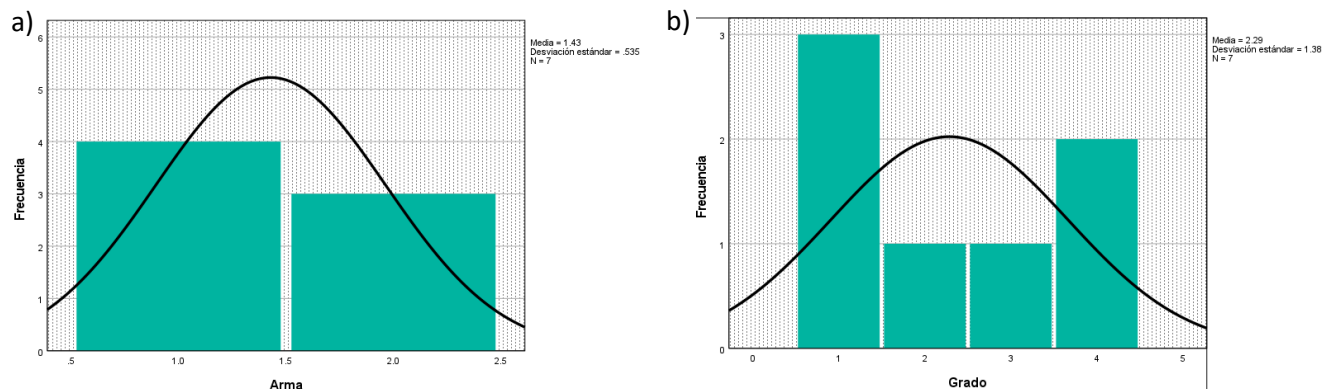 a)
6
5
4
3
2
1
0
Frecuencia
.5 1.0 1.5 2.0 2.5
Arma
Media = 1.43
Desviación estándar = .535
N = 7
b)
3
2
1
0
Frecuencia
0 1 2 3 4 5
Grado
Media = 2.29
Desviación estándar = 1.38
N = 7